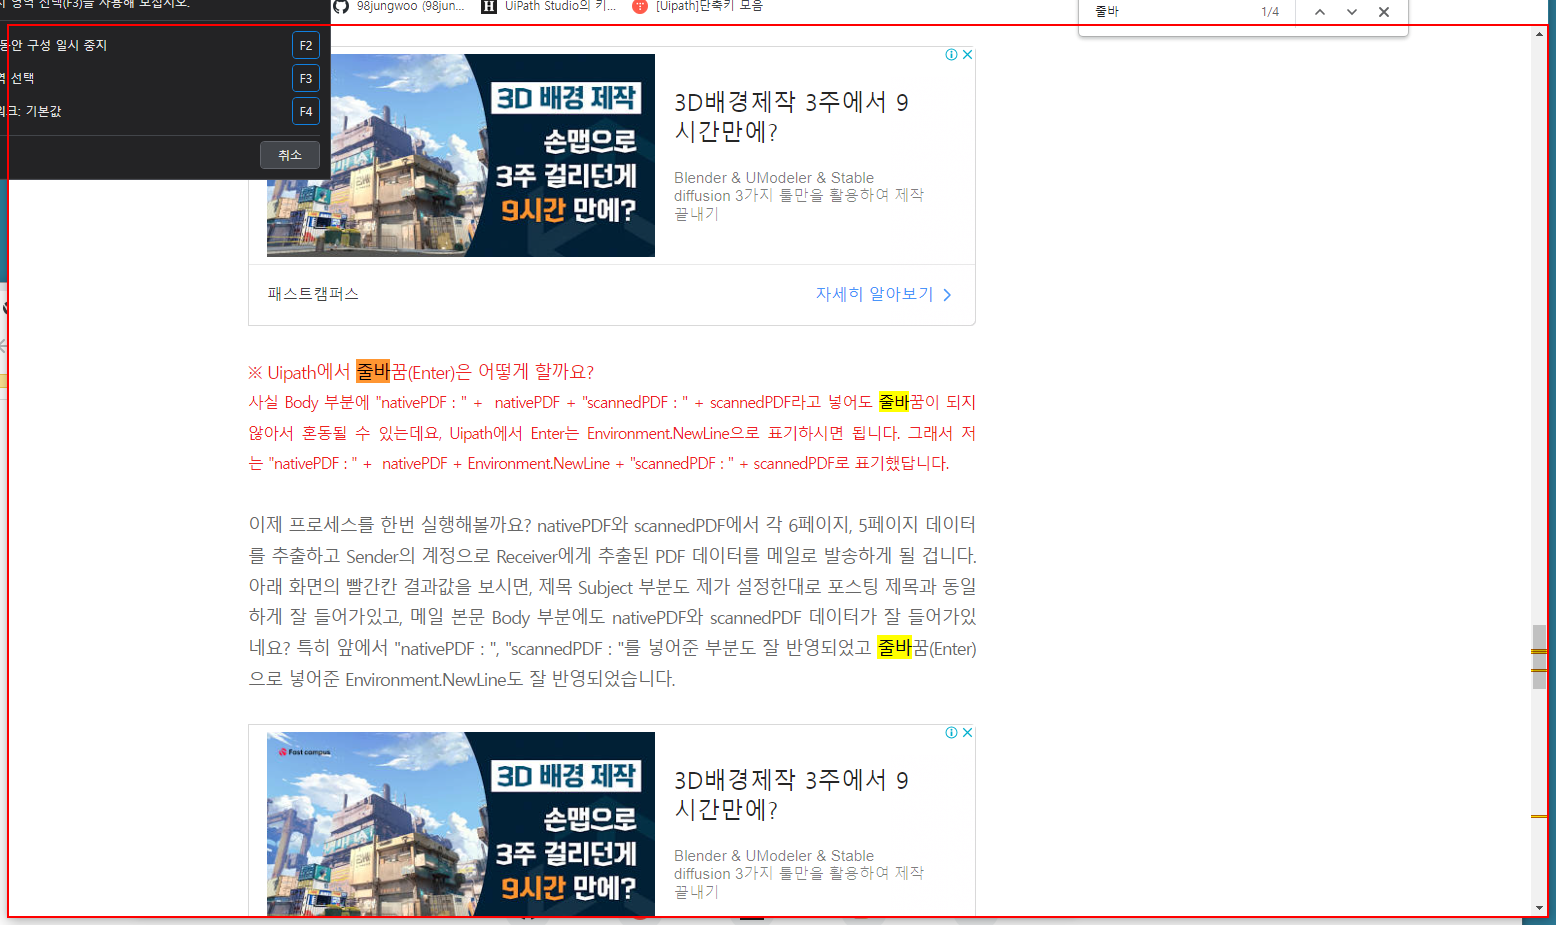 지 영역 선택(F3)을 사용해 보십시오.
98jungwoo (98jun...
UiPath Studio의 키...
[Uipath]단축키 모음
줄바
1/4
동안 구성 일시 중지
F2
역 선택
F3
워크: 기본값
F4
취소
3D 배경 제작
손맵으로
3주 걸리던게
9시간 만에?
3D배경제작 3주에서 9
시간만에?
Blender & UModeler & Stable
diffusion 3가지 툴만을 활용하여 제작
끝내기
패스트캠퍼스
자세히 알아보기
※ Uipath에서 줄바꿈(Enter)은 어떻게 할까요?
사실 Body 부분에 "nativePDF : " + nativePDF + "scannedPDF : " + scannedPDF라고 넣어도 줄바꿈이 되지
않아서 혼동될 수 있는데요, Uipath에서 Enter는 Environment.NewLine으로 표기하시면 됩니다. 그래서 저
는 "nativePDF : " + nativePDF + Environment.NewLine + "scannedPDF : " + scannedPDF로 표기했답니다.
이제 프로세스를 한번 실행해볼까요? nativePDF와 scannedPDF에서 각 6페이지, 5페이지 데이터
를 추출하고 Sender의 계정으로 Receiver에게 추출된 PDF 데이터를 메일로 발송하게 될 겁니다.
아래 화면의 빨간칸 결과값을 보시면, 제목 Subject 부분도 제가 설정한대로 포스팅 제목과 동일
하게 잘 들어가있고, 메일 본문 Body 부분에도 nativePDF와 scannedPDF 데이터가 잘 들어가있
네요? 특히 앞에서 "nativePDF : ", "scannedPDF : "를 넣어준 부분도 잘 반영되었고 줄바꿈(Enter)
으로 넣어준 Environment.NewLine도 잘 반영되었습니다.
Fast campus
3D 배경 제작
손맵으로
3주 걸리던게
9시간 만에?
3D배경제작 3주에서 9
시간만에?
Blender & UModeler & Stable
diffusion 3가지 툴만을 활용하여 제작
끝내기